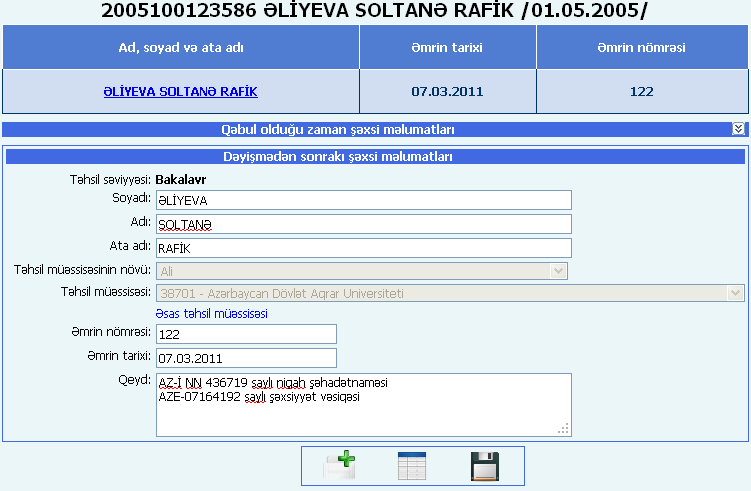 2005100123586 ƏLİYEVA SOLTANƏ RAFİK /01.05.2005/
Ad, soyad və ata adı Əmrin tarixi Əmrin nömrəsi
ƏLİYEVA SOLTANƏ RAFİK 07.03.2011 122
Qəbul olduğu zaman şəxsi məlumatları
Dəyişmədən sonrakı şəxsi məlumatları
Təhsil səviyyəsi: Bakalavr
Soyadı: ƏLİYEVA
Adı: SOLTANƏ
Ata adı: RAFİK
Təhsil müəssisəsinin növü: Ali
Təhsil müəssisəsi: 38701 - Azərbaycan Dövlət Aqrar Universiteti
Əsas təhsil müəssisəsi
Əmrin nömrəsi: 122
Əmrin tarixi: 07.03.2011
Qeyd: AZ-İ NN 436719 saylı nigah şəhadətnaməsi
AZE-07164192 saylı şəxsiyyət vəsiqəsi